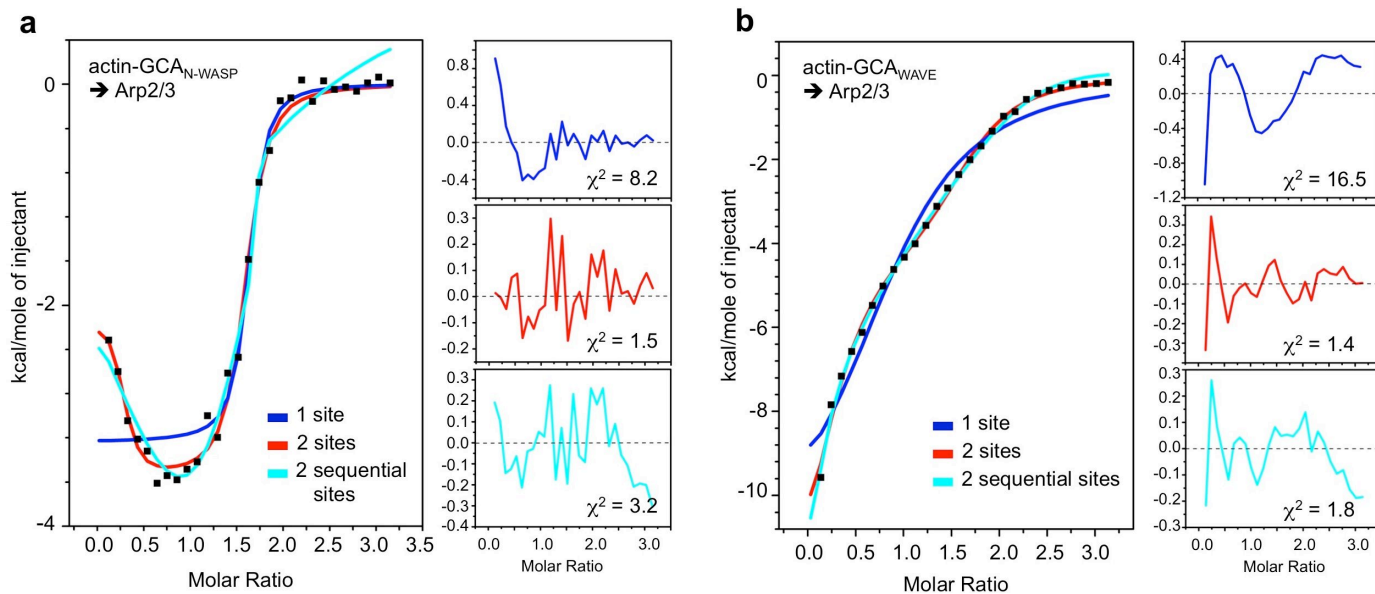 a
actin-GCA_N-WASP
➔ Arp2/3
kcal/mole of injectant
0
-2
-4
1 site
2 sites
2 sequential
sites
0.0 0.5 1.0 1.5 2.0 2.5 3.0 3.5
Molar Ratio
0.8
0.4
0.0
-0.4
χ² = 8.2
0.3
0.2
0.1
0.0
-0.1
-0.2
χ² = 1.5
0.3
0.2
0.1
0.0
-0.1
-0.2
-0.3
-0.4
χ² = 3.2
0.0 1.0 2.0 3.0
Molar Ratio
b
actin-GCA_WAVE
➔ Arp2/3
kcal/mole of injectant
0
-2
-4
-6
-8
-10
1 site
2 sites
2 sequential sites
0.0 0.5 1.0 1.5 2.0 2.5 3.0
Molar Ratio
0.4
0.0
-0.4
-0.8
-1.2
χ² = 16.5
0.3
0.2
0.1
0.0
-0.1
-0.2
-0.3
χ² = 1.4
0.3
0.2
0.1
0.0
-0.1
-0.2
-0.3
χ² = 1.8
0.0 1.0 2.0 3.0
Molar Ratio